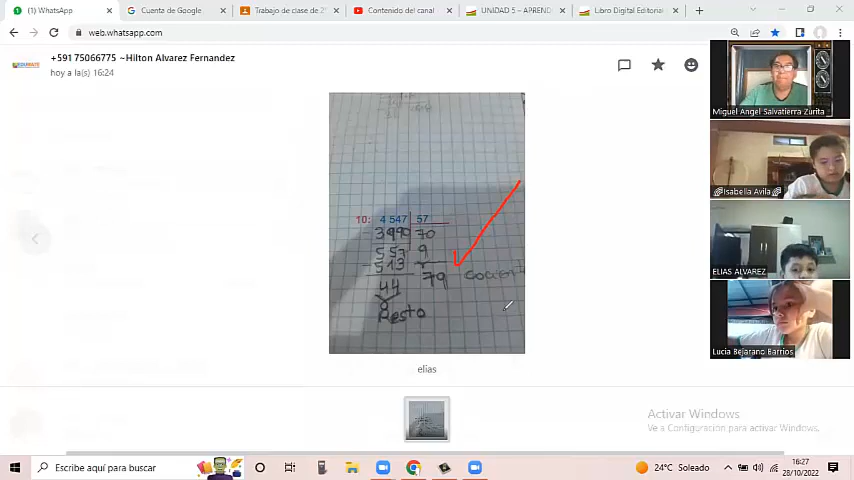 (1) WhatsApp
Cuenta de Google
Trabajo de clase de 2°
Contenido del canal
UNIDAD 5 – APREN
Libro Digital Editorial
web.whatsapp.com
+591 75066775 ~Hilton Alvarez Fernandez
hoy a la(s) 16:24
10: 4 547 57
3990 70
557 9
- 513
44 79
Resto
elias
Miguel Angel Salvatierra Zurita
Isabella Avila
ELIAS ALVAREZ
Lucia Bejarano Barrios
Activar Windows
Ve a Configuración para activar Windows.
Escribe aquí para buscar
24°C Soleado
16:27
28/10/2022